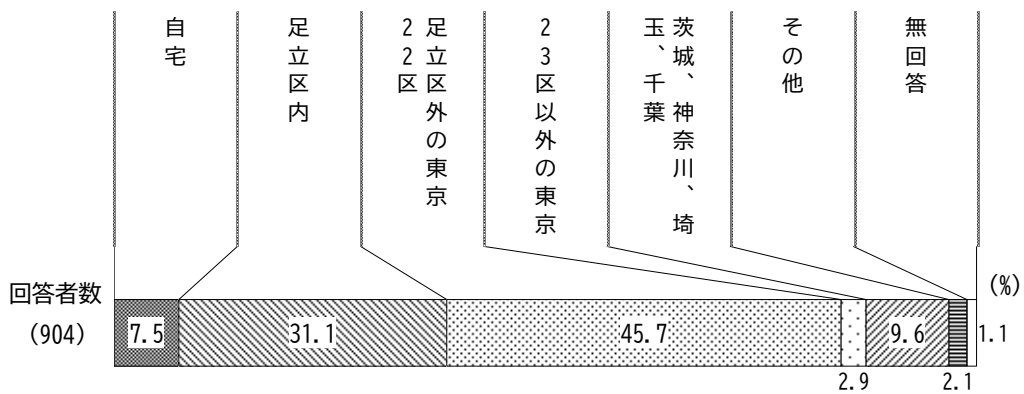 自宅
足立区内
足立区外の東京
22区
23区以外の東京
茨城、神奈川、埼
玉、千葉
その他
無回答
(%)
回答者数
(904)
7.5
31.1
45.7
9.6
1.1
2.9
2.1